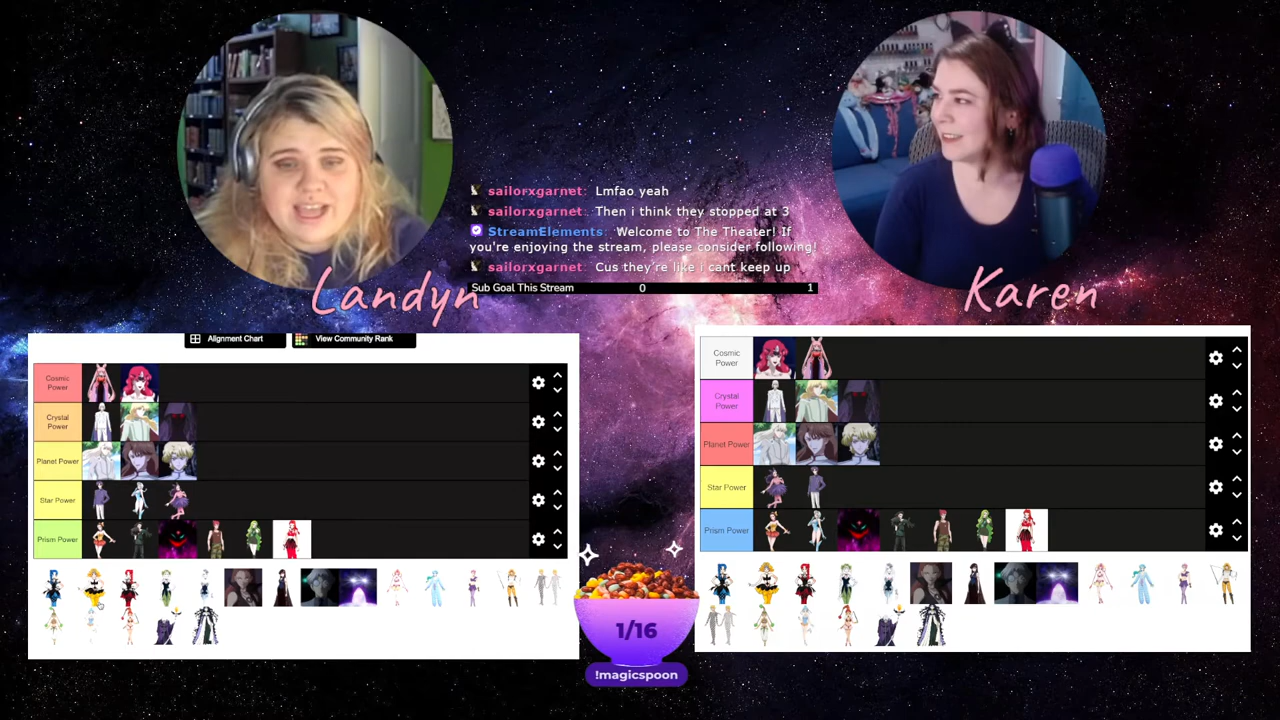 sailorxgarnet: Lmfao yeah
sailorxgarnet: Then i think they stopped at 3
StreamElements: Welcome to The Theater! If
you're enjoying the stream, please consider following!
sailorxgarnet: Cus they're like i cant keep up
Sub Goal This Stream 0 1
Landyn
Karen
Alignment Chart
View Community Rank
Cosmic
Power
Crystal
Power
Planet Power
Star Power
Prism Power
Cosmic
Power
Crystal
Power
Planet Power
Star Power
Prism Power
1/16
!magicspoon